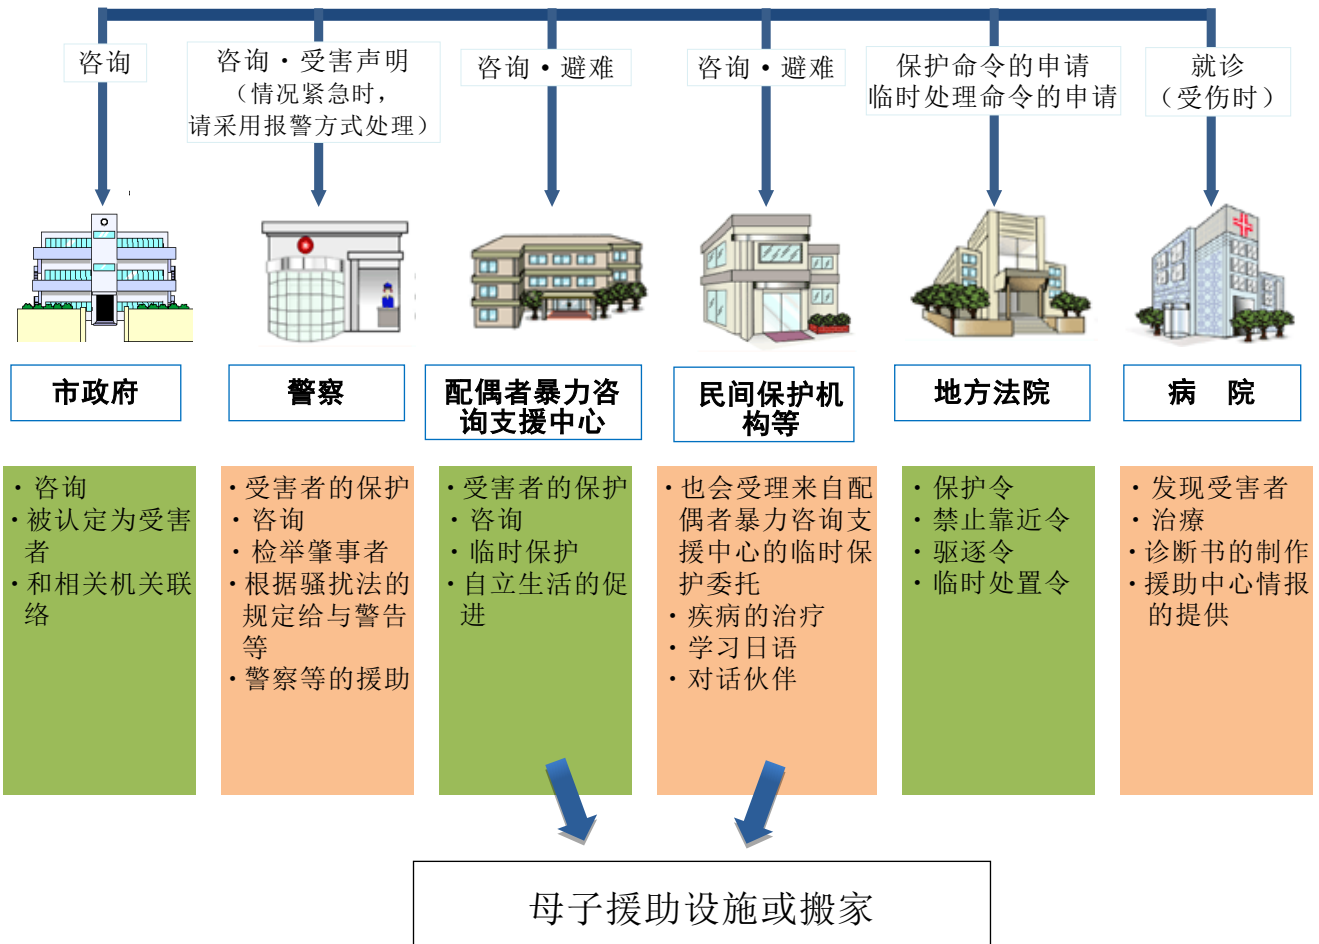 咨询
咨询・受害声明
（情况紧急时，
请采用报警方式处理）
咨询・避难
咨询・避难
保护命令的申请
临时处理命令的申请
就诊
（受伤时）
市政府
警察
配偶者暴力咨
询支援中心
民间保护机
构等
地方法院
病　院
・咨询
・被认定为受害
者
・和相关机关联
络
・受害者的保护
・咨询
・检举肇事者
・根据骚扰法的
规定给与警告
等
・警察等的援助
・受害者的保护
・咨询
・临时保护
・自立生活的促
进
・也会受理来自配
偶者暴力咨询支
援中心的临时保
护委托
・疾病的治疗
・学习日语
・对话伙伴
・保护令
・禁止靠近令
・驱逐令
・临时处置令
・发现受害者
・治療
・诊断书的制作
・援助中心情报
的提供
母子援助设施或搬家